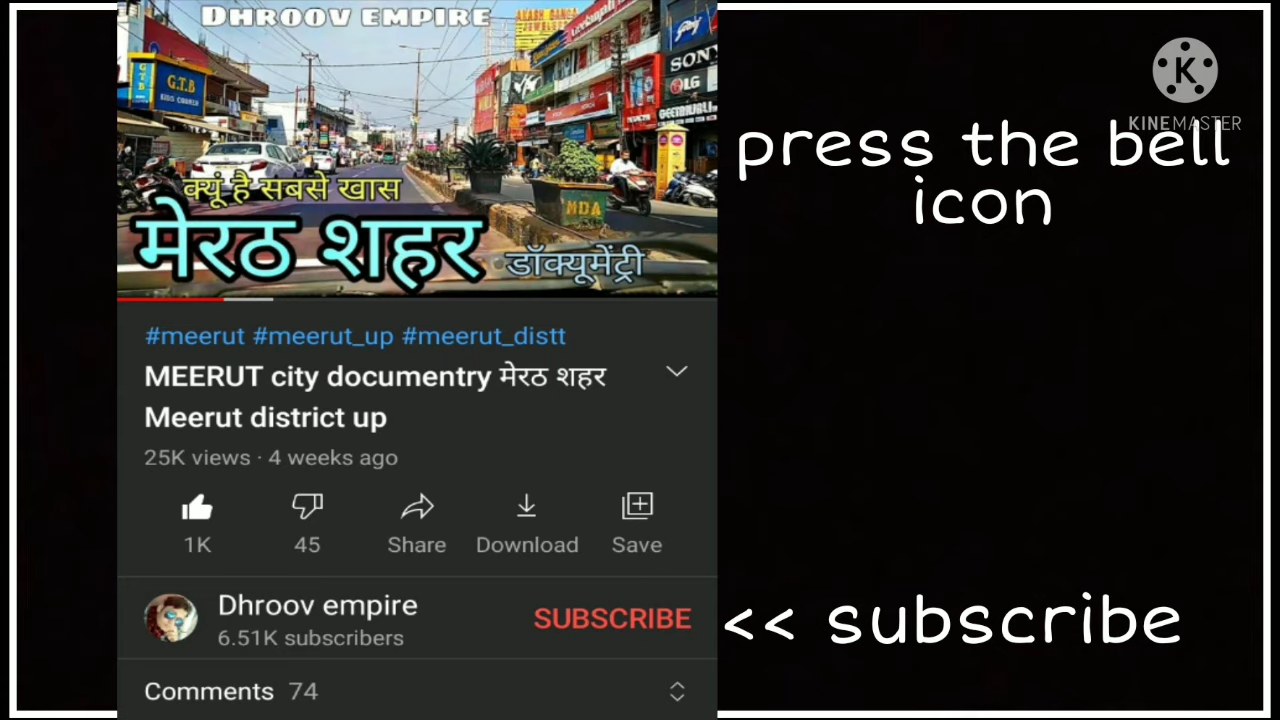 DHROOV EMPIRE
G.T.B
SONY
LG
GEETANJALI
MDA
क्यूं है सबसे खास
मेरठ शहर
डॉक्यूमेंट्री
#meerut #meerut_up #meerut_distt
MEERUT city documentry मेरठ शहर
Meerut district up
25K views · 4 weeks ago
1K
45
Share
Download
Save
Dhroov empire
6.51K subscribers
SUBSCRIBE
Comments 74
K
KINEMASTER
press the bell
icon
<< subscribe